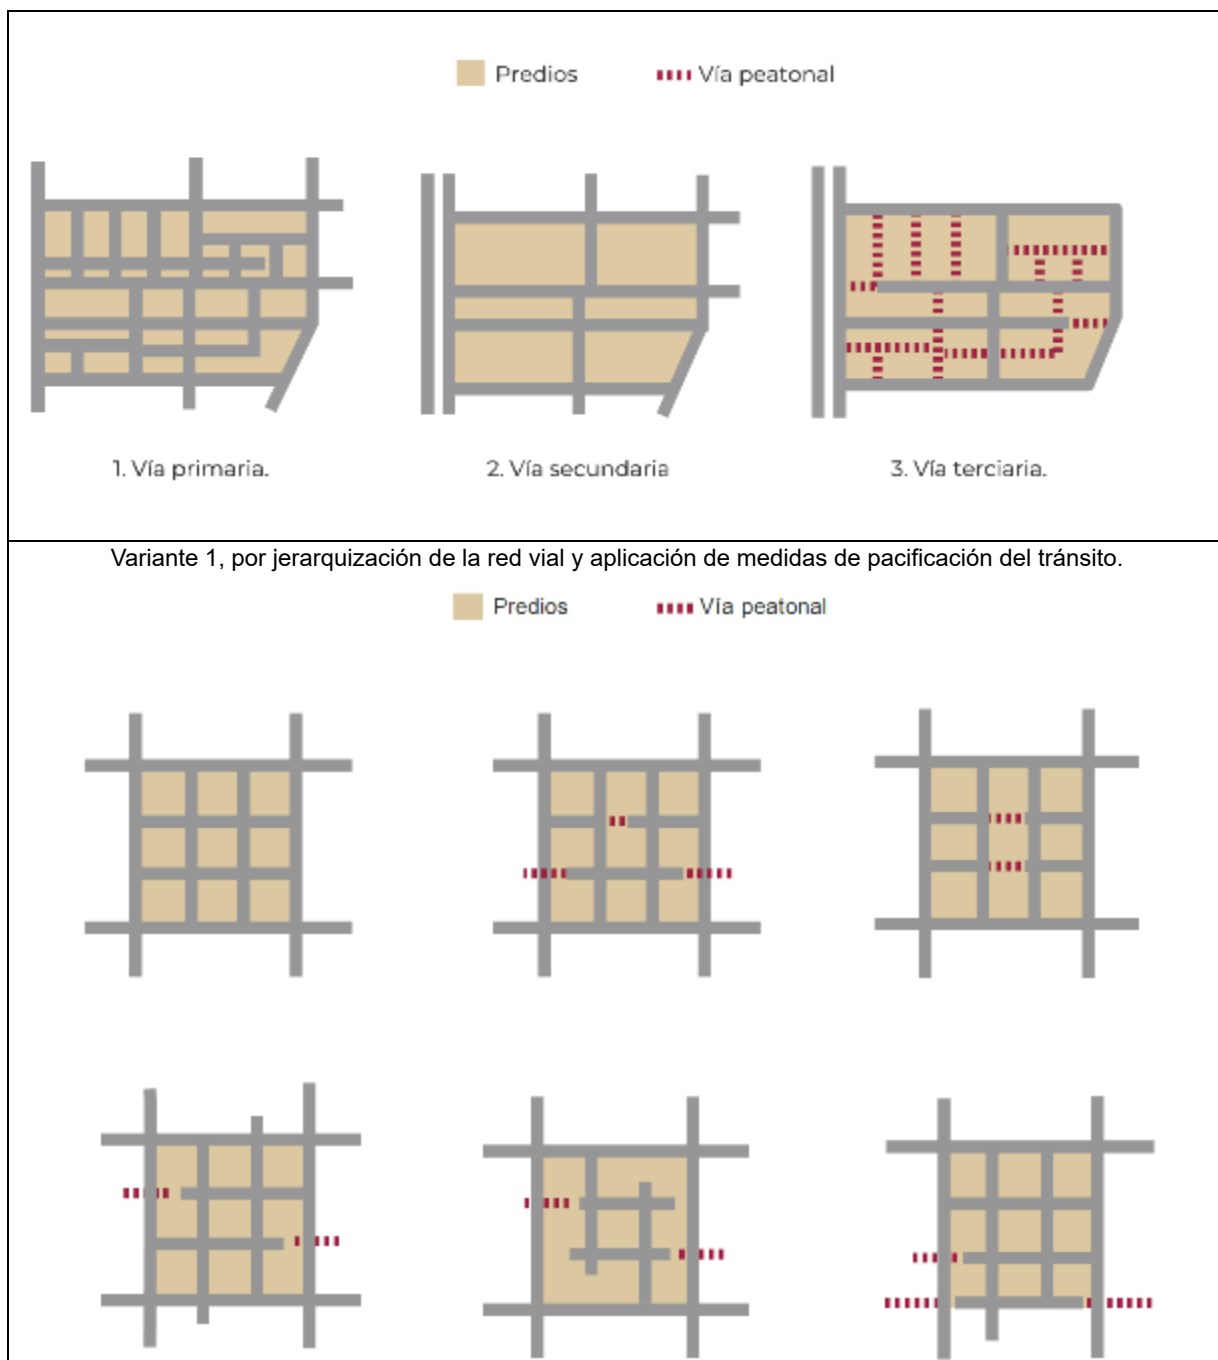 Predios Vía peatonal
1. Vía primaria. 2. Vía secundaria 3. Vía terciaria.
Variante 1, por jerarquización de la red vial y aplicación de medidas de pacificación del tránsito.
Predios Vía peatonal